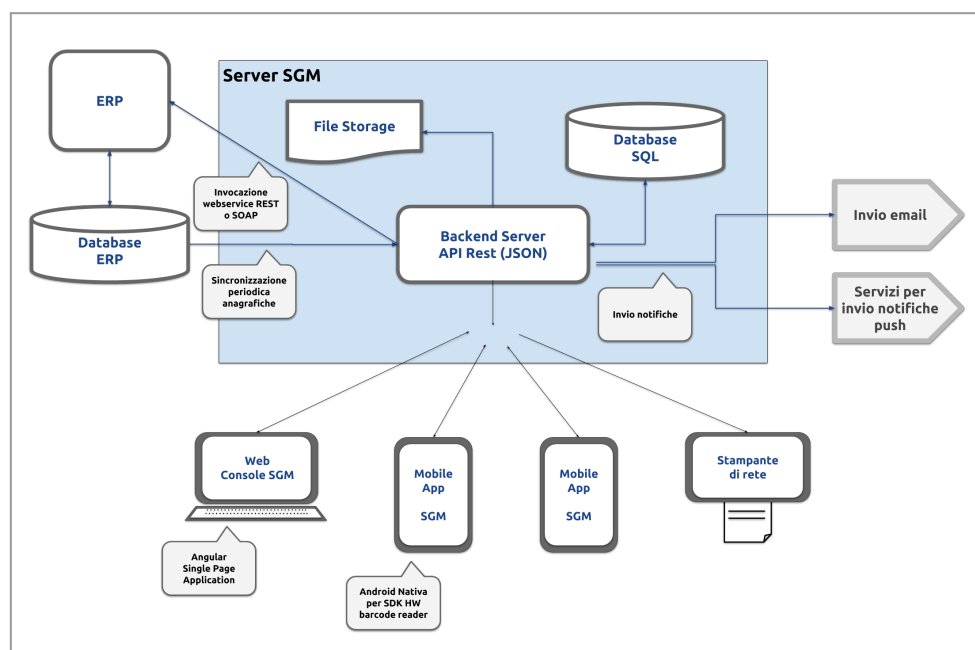 Server SGM
ERP
File Storage
Database
SQL
Invocazione
webservice REST
o SOAP
Database
ERP
Backend Server
API Rest (JSON)
Invio email
Sincronizzazione
periodica
anagrafiche
Invio notifiche
Servizi per
invio notifiche
push
Web
Console SGM
Mobile
App
SGM
Mobile
App
SGM
Stampante
di rete
Angular
Single Page
Application
Android Nativa
per SDK HW
barcode reader